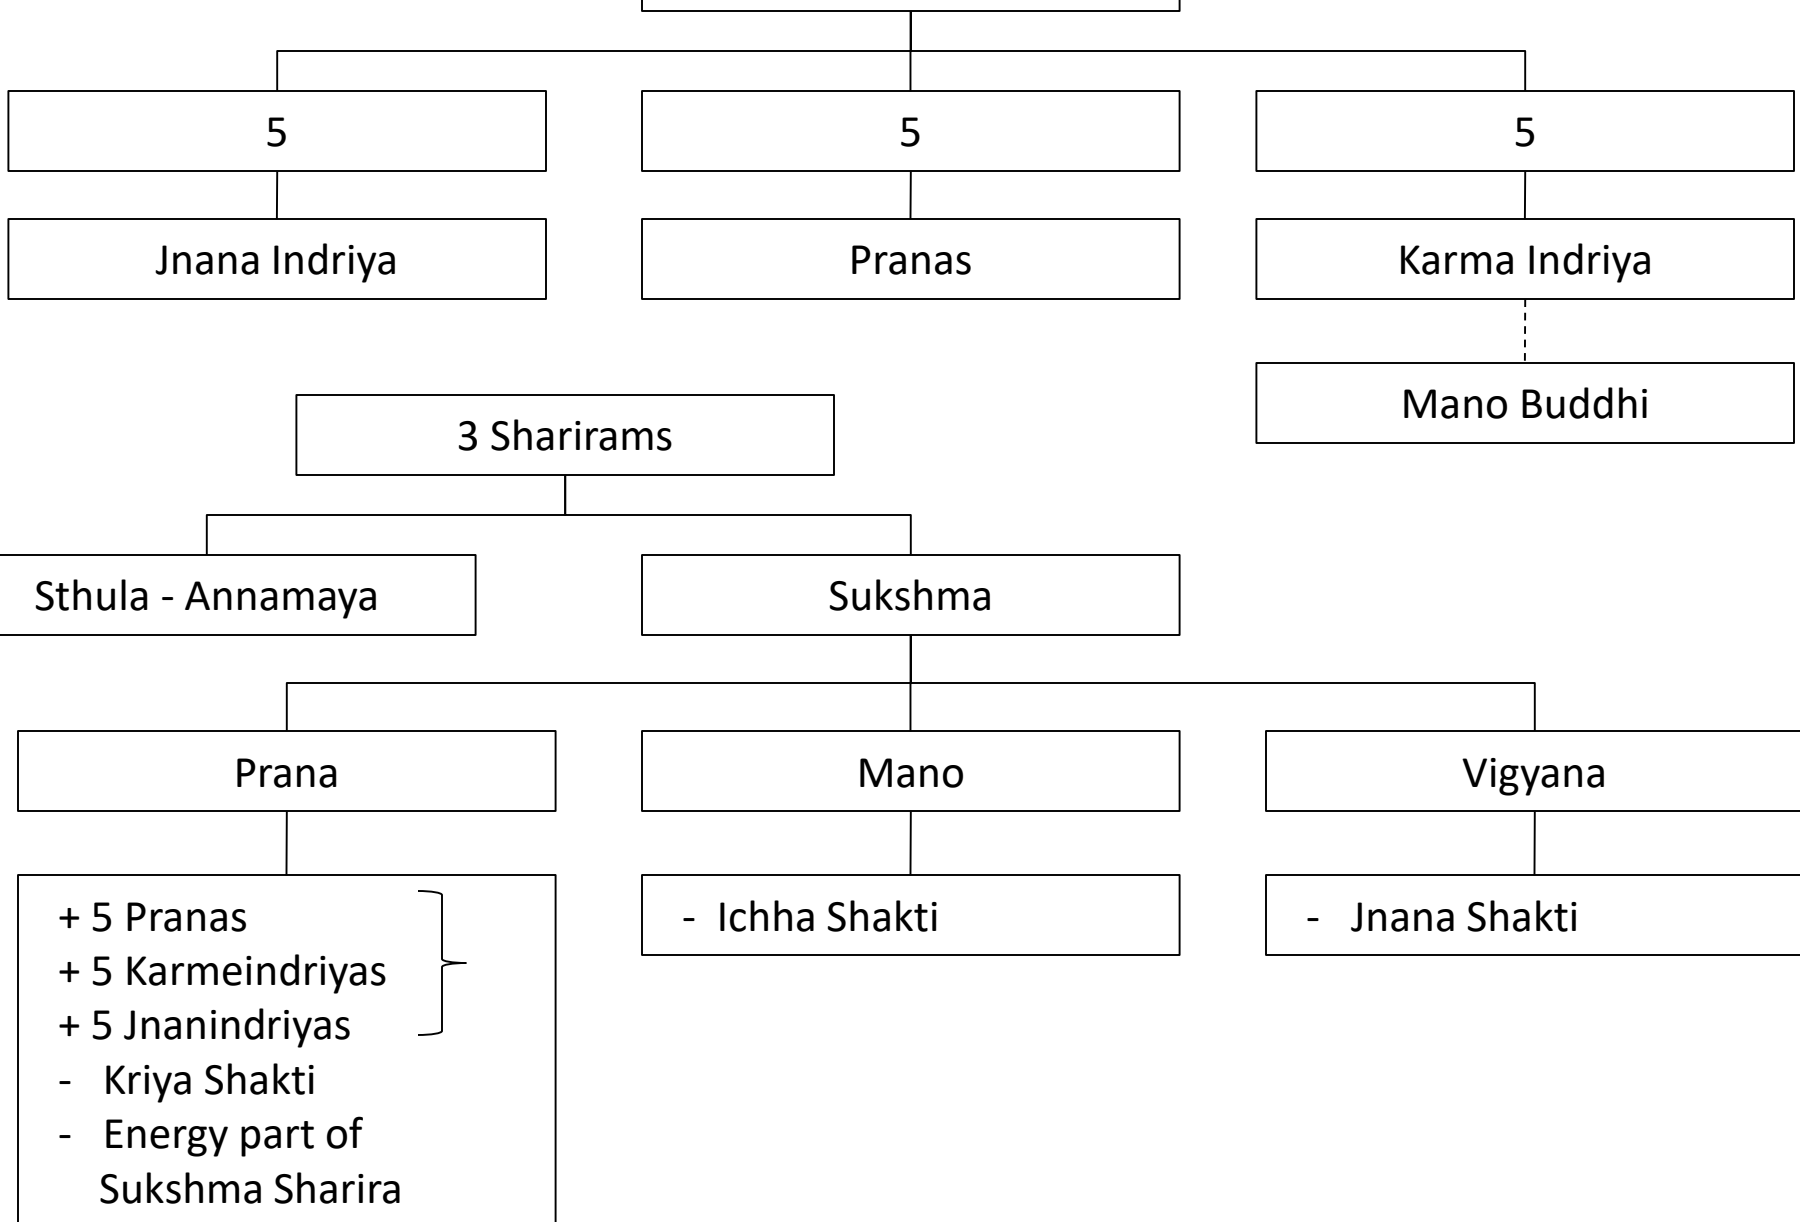 5
5
5
Jnana Indriya
Pranas
Karma Indriya
Mano Buddhi
3 Sharirams
Sthula - Annamaya
Sukshma
Prana
Mano
Vigyana
+ 5 Pranas
+ 5 Karmeindriyas
+ 5 Jnanindriyas
- Kriya Shakti
- Energy part of
Sukshma Sharira
- Ichha Shakti
- Jnana Shakti